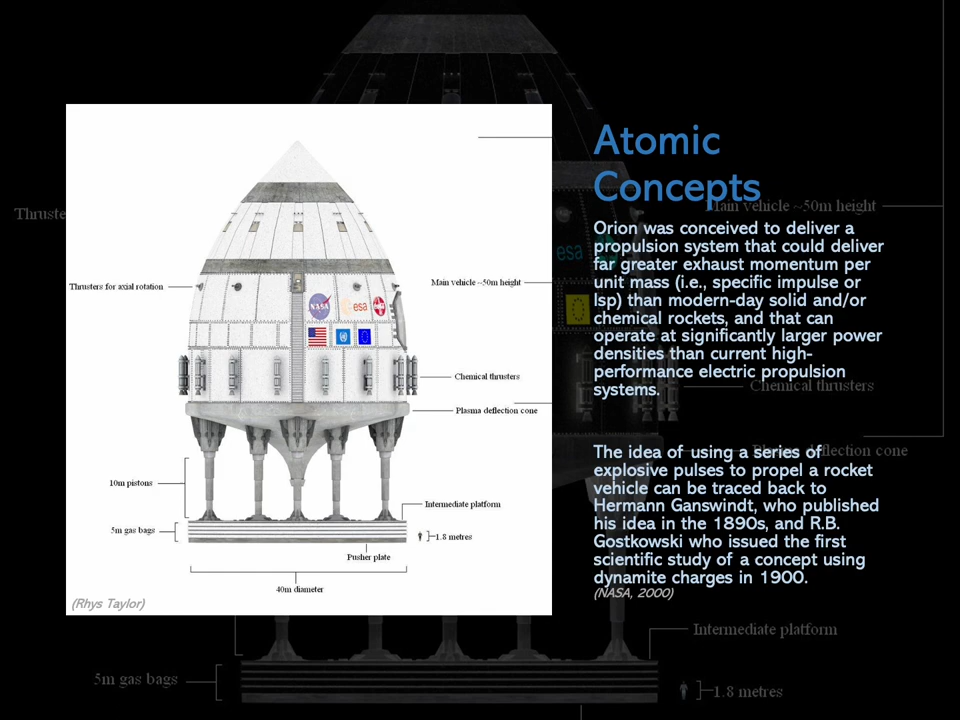 Atomic
Concepts
Orion was conceived to deliver a
propulsion system that could deliver
far greater exhaust momentum per
unit mass (i.e., specific impulse or
Isp) than modern-day solid and/or
chemical rockets, and that can
operate at significantly larger power
densities than current high-
performance electric propulsion
systems.
The idea of using a series of
explosive pulses to propel a rocket
vehicle can be traced back to
Hermann Ganswindt, who published
his idea in the 1890s, and R.B.
Gostkowski who issued the first
scientific study of a concept using
dynamite charges in 1900.
(NASA, 2000)
Thrusters for axial rotation
Main vehicle ~50m height
NASA
esa
Chemical thrusters
Plasma deflection cone
10m pistons
Intermediate platform
5m gas bags
1.8 metres
Pusher plate
40m diameter
(Rhys Taylor)
Thruste
Main vehicle ~50m height
esa
Chemical thrusters
Plasma deflection cone
Intermediate platform
5m gas bags
1.8 metres